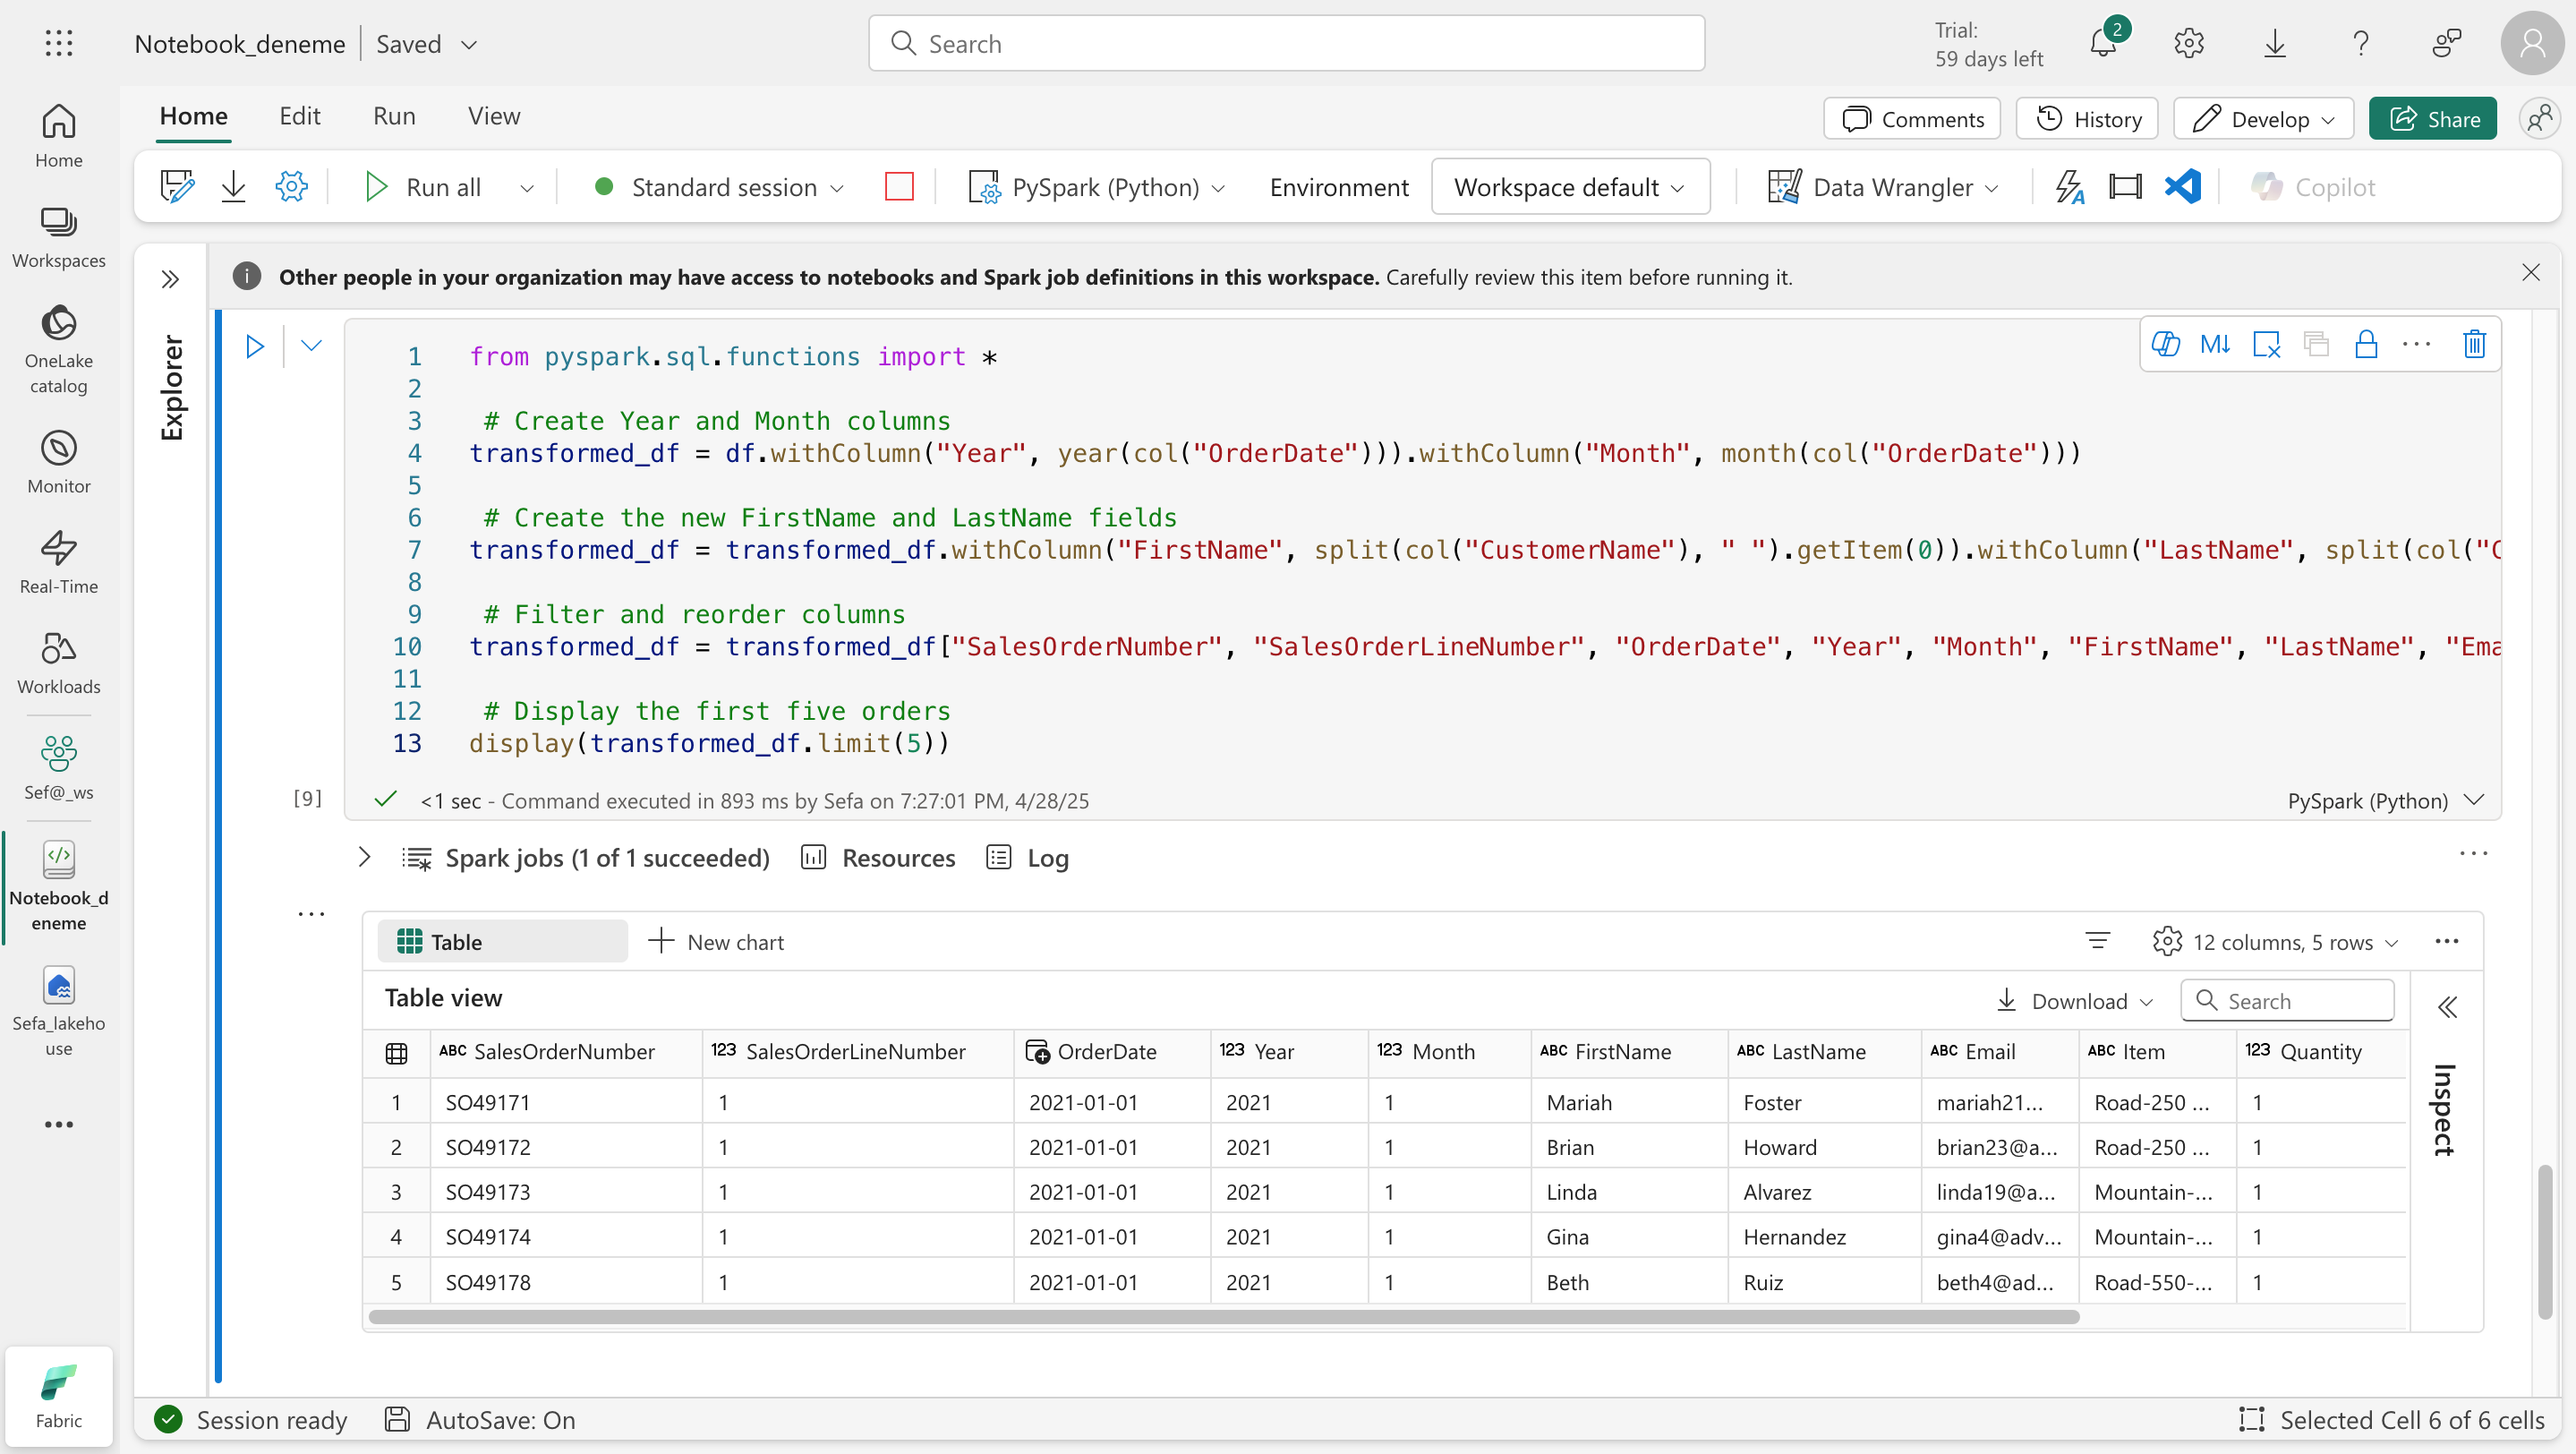 Notebook_deneme Saved Search Trial: 59 days left 2
Home Edit Run View Comments History Develop Share
Run all Standard session PySpark (Python) Environment Workspace default Data Wrangler Copilot
Home
Workspaces
OneLake
catalog
Monitor
Real-Time
Workloads
Sef@_ws
Notebook_d
eneme
Sefa_lakeho
use
Fabric
Explorer
Other people in your organization may have access to notebooks and Spark job definitions in this workspace. Carefully review this item before running it.
M↓
1 from pyspark.sql.functions import *
2
3 # Create Year and Month columns
4 transformed_df = df.withColumn("Year", year(col("OrderDate"))).withColumn("Month", month(col("OrderDate")))
5
6 # Create the new FirstName and LastName fields
7 transformed_df = transformed_df.withColumn("FirstName", split(col("CustomerName"), " ").getItem(0)).withColumn("LastName", split(col("C
8
9 # Filter and reorder columns
10 transformed_df = transformed_df["SalesOrderNumber", "SalesOrderLineNumber", "OrderDate", "Year", "Month", "FirstName", "LastName", "Ema
11
12 # Display the first five orders
13 display(transformed_df.limit(5))
[9] <1 sec - Command executed in 893 ms by Sefa on 7:27:01 PM, 4/28/25 PySpark (Python)
Spark jobs (1 of 1 succeeded) Resources Log
Table New chart 12 columns, 5 rows
Table view Download Search
ABC SalesOrderNumber 123 SalesOrderLineNumber OrderDate 123 Year 123 Month ABC FirstName ABC LastName ABC Email ABC Item 123 Quantity
1 SO49171 1 2021-01-01 2021 1 Mariah Foster mariah21... Road-250 ... 1
2 SO49172 1 2021-01-01 2021 1 Brian Howard brian23@a... Road-250 ... 1
3 SO49173 1 2021-01-01 2021 1 Linda Alvarez linda19@a... Mountain-... 1
4 SO49174 1 2021-01-01 2021 1 Gina Hernandez gina4@adv... Mountain-... 1
5 SO49178 1 2021-01-01 2021 1 Beth Ruiz beth4@ad... Road-550-... 1
Inspect
Session ready AutoSave: On Selected Cell 6 of 6 cells